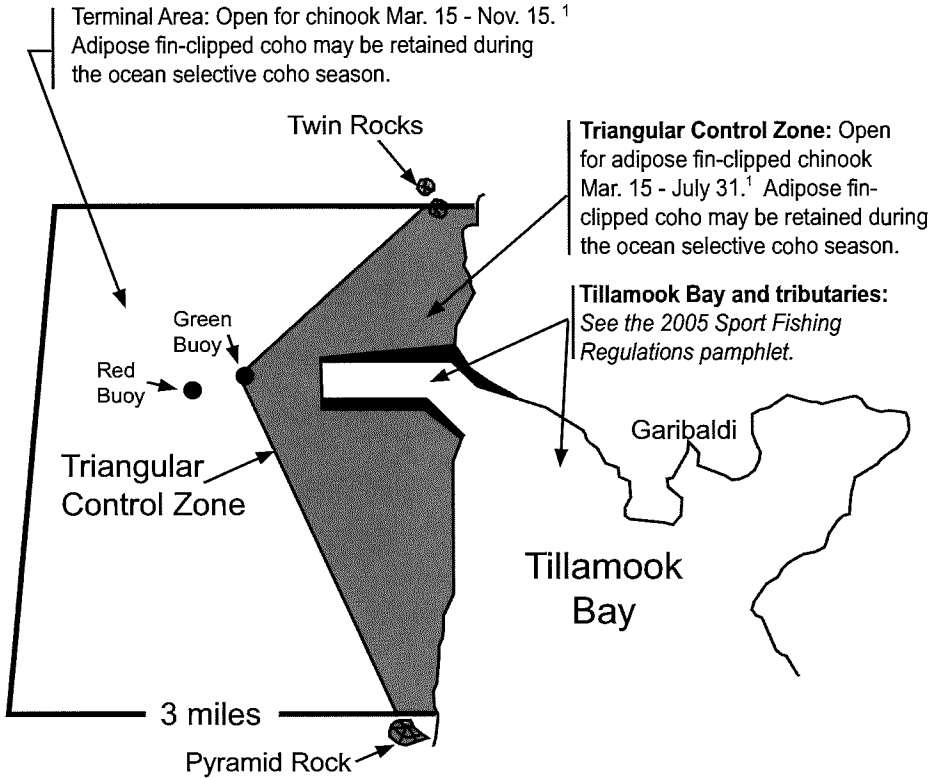 Terminal Area: Open for chinook Mar. 15 - Nov. 15. 1
Adipose fin-clipped coho may be retained during
the ocean selective coho season.
Twin Rocks
Triangular Control Zone: Open
for adipose fin-clipped chinook
Mar. 15 - July 31.1 Adipose fin-
clipped coho may be retained during
the ocean selective coho season.
Tillamook Bay and tributaries:
See the 2005 Sport Fishing
Regulations pamphlet.
Green
Buoy
Red
Buoy
Triangular
Control Zone
Garibaldi
Tillamook
Bay
3 miles
Pyramid Rock